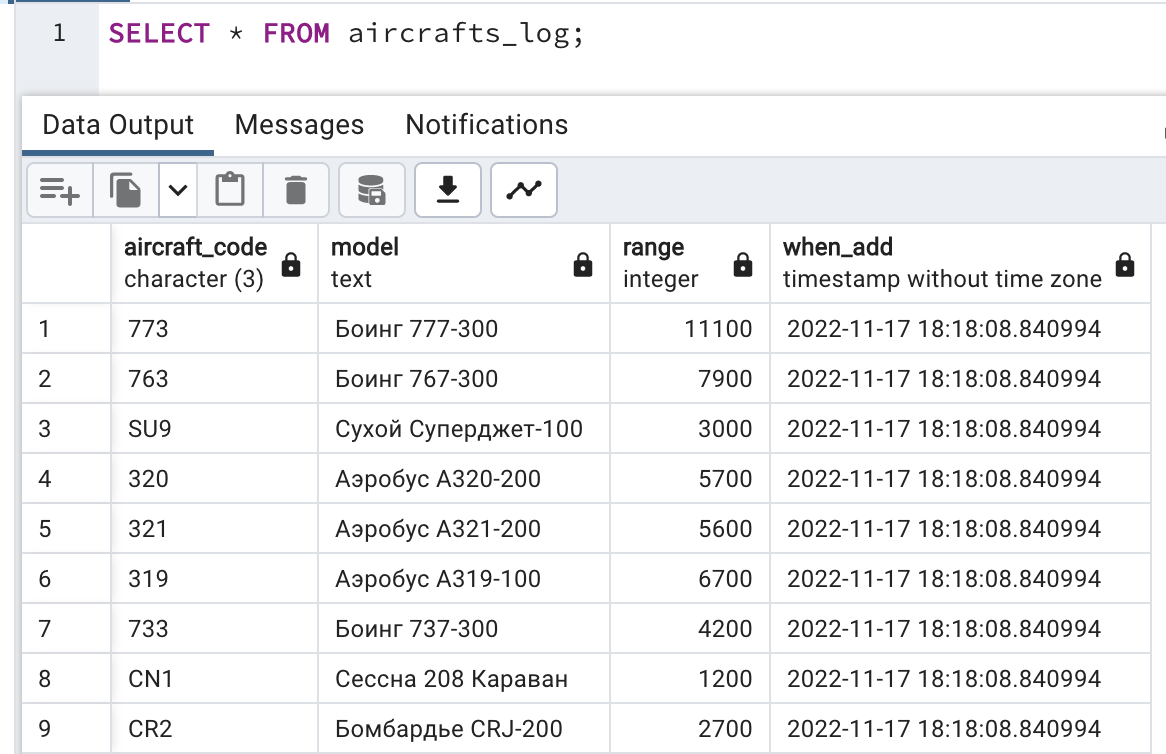 1 SELECT * FROM aircrafts_log;
Data Output Messages Notifications
aircraft_code model range when_add
character (3) text integer timestamp without time zone
1 773 Боинг 777-300 11100 2022-11-17 18:18:08.840994
2 763 Боинг 767-300 7900 2022-11-17 18:18:08.840994
3 SU9 Сухой Суперджет-100 3000 2022-11-17 18:18:08.840994
4 320 Аэробус A320-200 5700 2022-11-17 18:18:08.840994
5 321 Аэробус A321-200 5600 2022-11-17 18:18:08.840994
6 319 Аэробус A319-100 6700 2022-11-17 18:18:08.840994
7 733 Боинг 737-300 4200 2022-11-17 18:18:08.840994
8 CN1 Сессна 208 Караван 1200 2022-11-17 18:18:08.840994
9 CR2 Бомбардье CRJ-200 2700 2022-11-17 18:18:08.840994